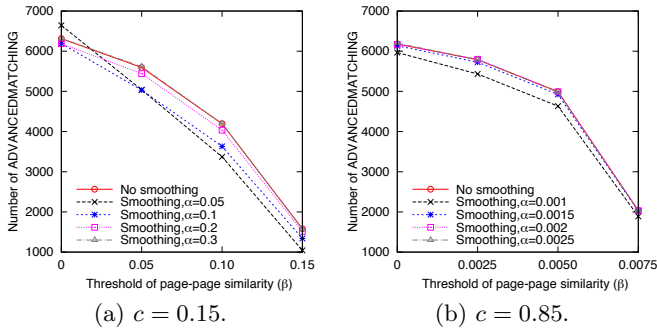 Number of ADVANCEDMATCHING
7000
6000
5000
4000
3000
2000
1000
No smoothing
Smoothing,α=0.05
Smoothing,α=0.1
Smoothing,α=0.2
Smoothing,α=0.3
0 0.05 0.10 0.15
Threshold of page-page similarity (β)
(a) c = 0.15.
Number of ADVANCEDMATCHING
7000
6000
5000
4000
3000
2000
1000
No smoothing
Smoothing,α=0.001
Smoothing,α=0.0015
Smoothing,α=0.002
Smoothing,α=0.0025
0 0.0025 0.0050 0.0075
Threshold of page-page similarity (β)
(b) c = 0.85.